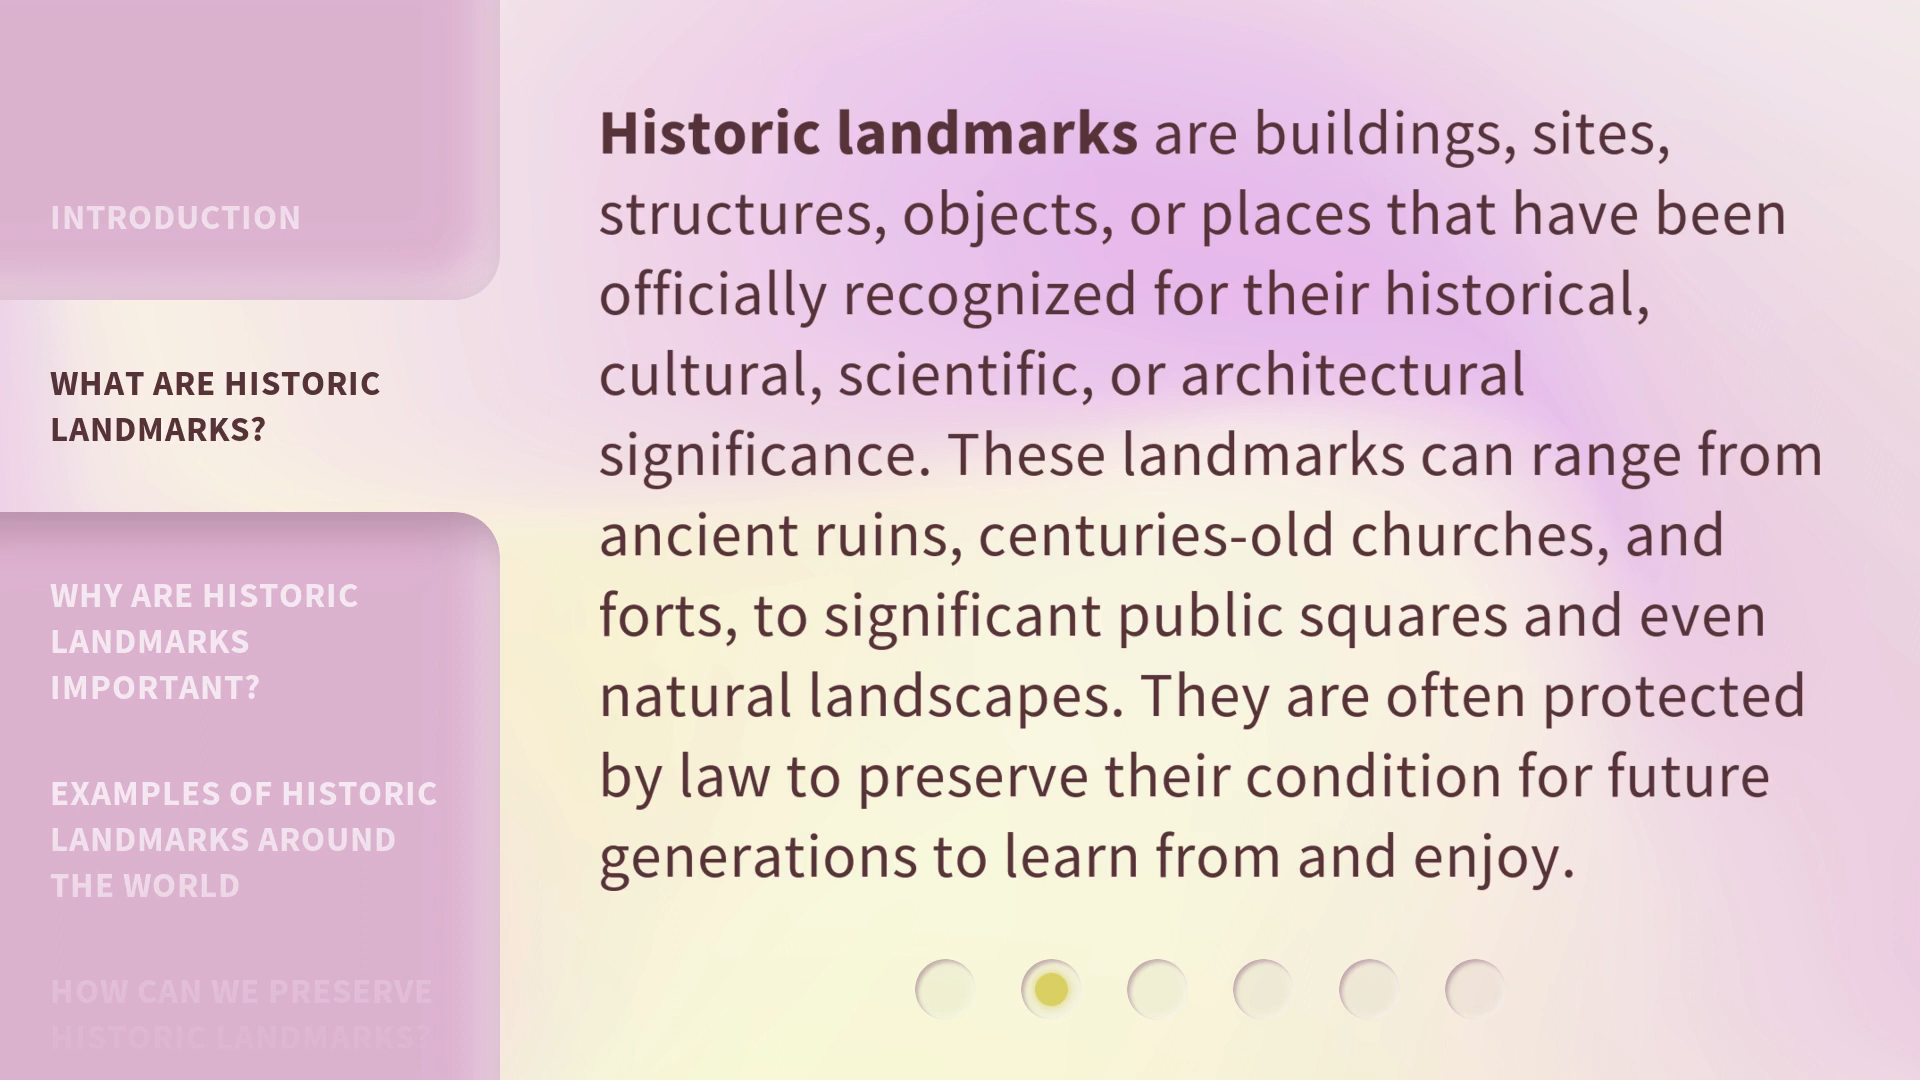 INTRODUCTION
WHAT ARE HISTORIC
LANDMARKS?
WHY ARE HISTORIC
LANDMARKS
IMPORTANT?
EXAMPLES OF HISTORIC
LANDMARKS AROUND
THE WORLD
HOW CAN WE PRESERVE
HISTORIC LANDMARKS?
Historic landmarks are buildings, sites,
structures, objects, or places that have been
officially recognized for their historical,
cultural, scientific, or architectural
significance. These landmarks can range from
ancient ruins, centuries-old churches, and
forts, to significant public squares and even
natural landscapes. They are often protected
by law to preserve their condition for future
generations to learn from and enjoy.